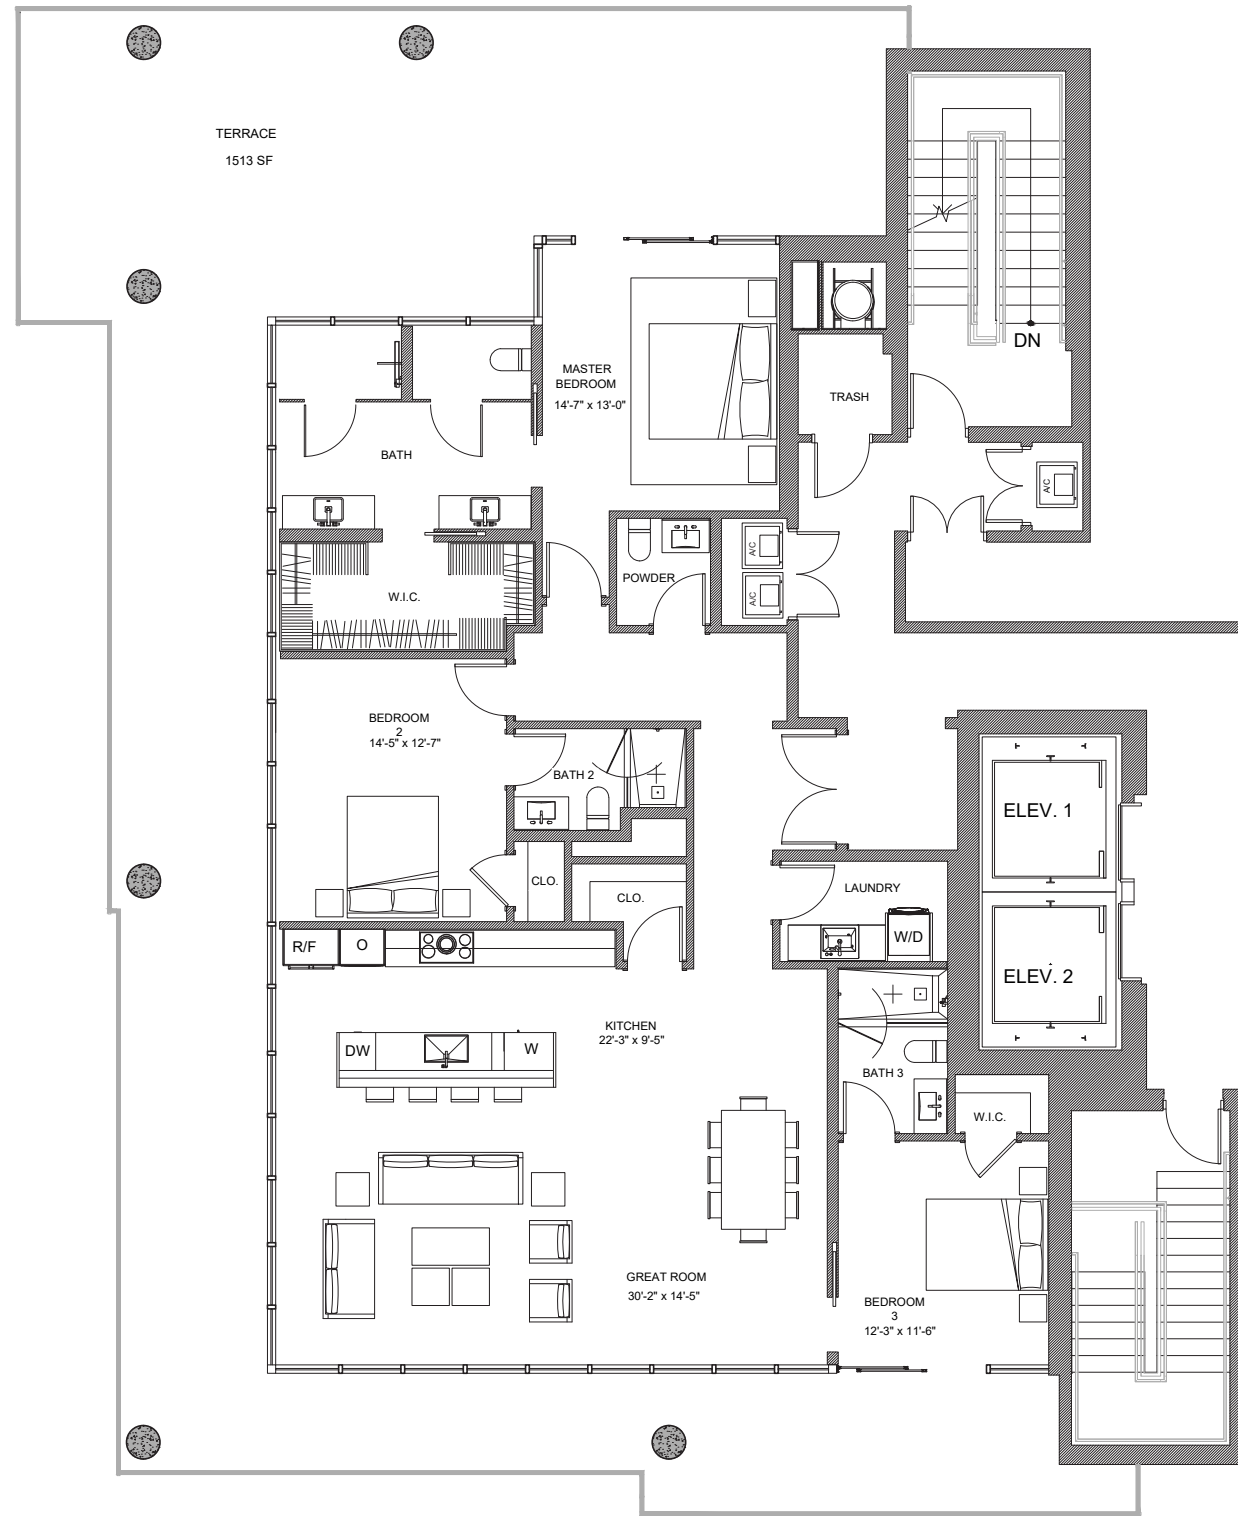 TERRACE
1513 SF
DN
MASTER
BEDROOM
14'-7" x 13'-0"
TRASH
BATH
A/C
A/C
A/C
POWDER
W.I.C.
BEDROOM
2
14'-5" x 12'-7"
BATH 2
ELEV. 1
CLO.
CLO.
LAUNDRY
R/F
O
W/D
ELEV. 2
KITCHEN
22'-3" x 9'-5"
DW
W
BATH 3
W.I.C.
GREAT ROOM
30'-2" x 14'-5"
BEDROOM
3
12'-3" x 11'-6"